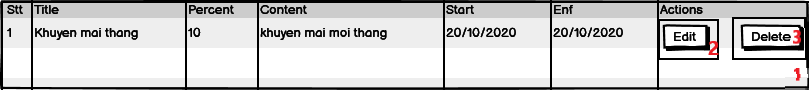 Stt Title Percent Content Start Enf Actions
1 Khuyen mai thang 10 khuyen mai moi thang 20/10/2020 20/10/2020 Edit 2 Delete 3
1